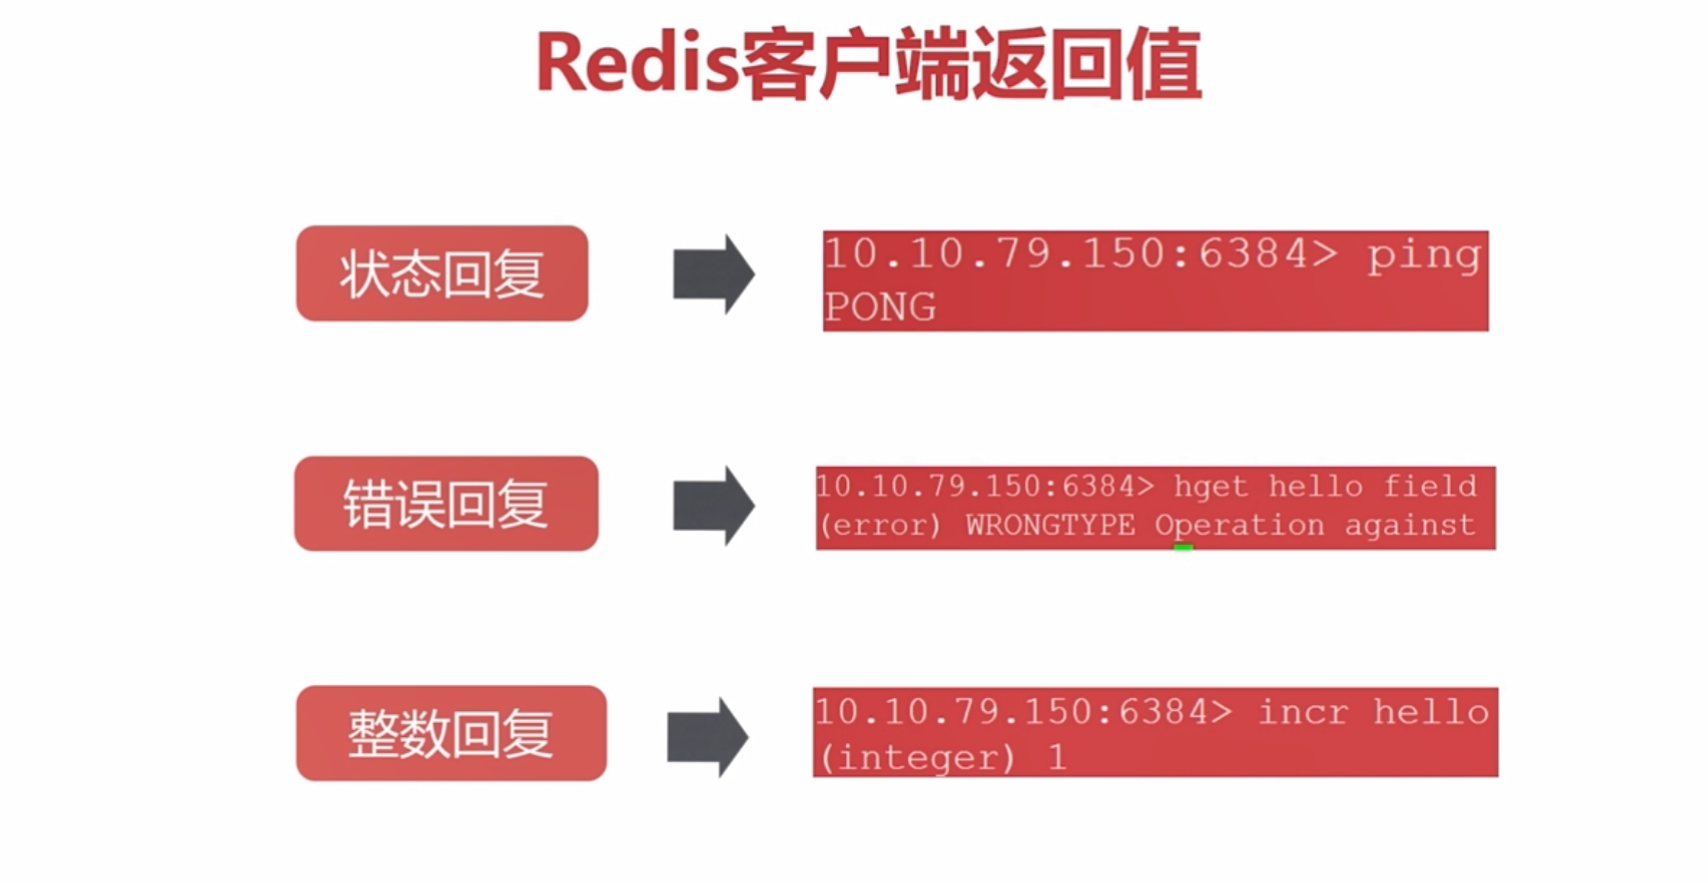 Redis客户端返回值
状态回复
10.10.79.150:6384> ping
PONG
错误回复
10.10.79.150:6384> hget hello field
(error) WRONGTYPE Operation against
整数回复
10.10.79.150:6384> incr hello
(integer) 1